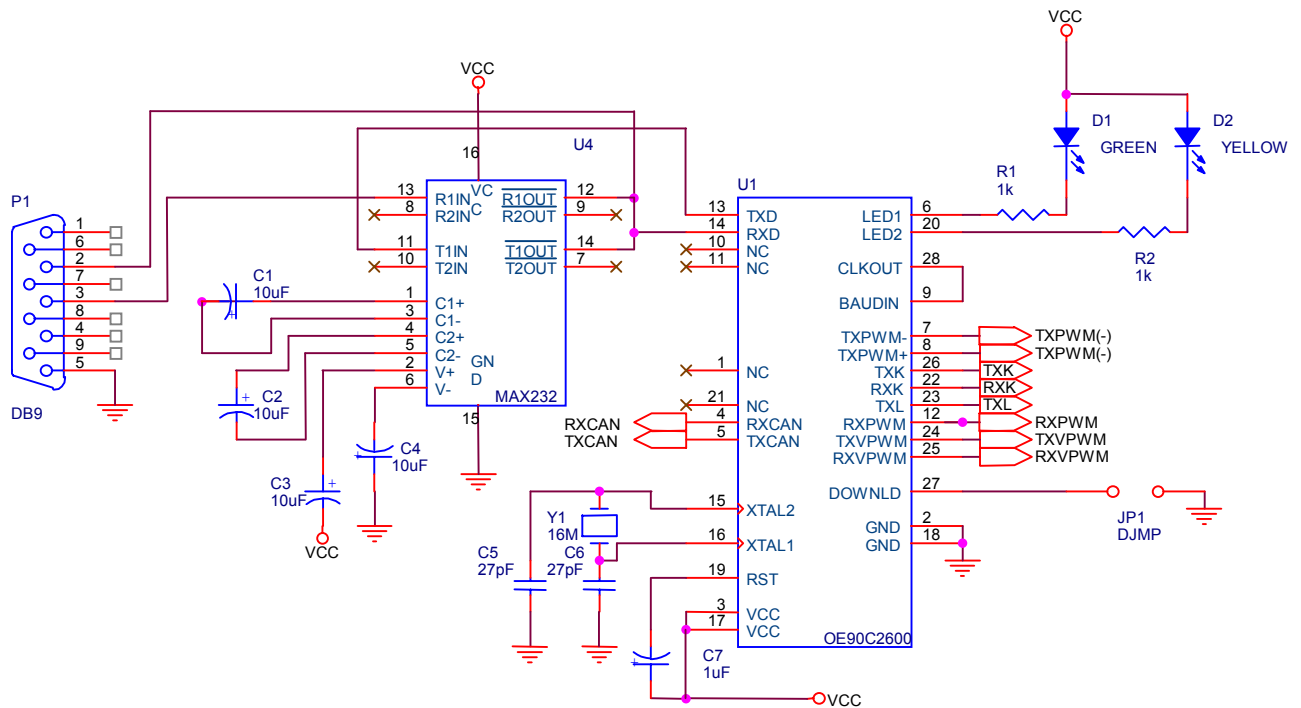 P1
1
6
2
7
3
8
4
9
5
DB9
VCC
16
U4
13 R1IN VC C R1OUT 12
8 R2IN R2OUT 9
11 T1IN T1OUT 14
10 T2IN T2OUT 7
1 C1+
3 C1-
4 C2+
5 C2- GN
2 V+ D
6 V-
MAX232
15
C1
10uF
C2
10uF
C3
10uF
VCC
C4
10uF
VCC
D1
GREEN
D2
YELLOW
R1
1k
R2
1k
U1
13 TXD LED1 6
14 RXD LED2 20
10 NC
11 NC CLKOUT 28
BAUDIN 9
TXPWM- 7 TXPWM(-)
TXPWM+ 8 TXPWM(-)
1 NC TXK 26 TXK
RXK 22 RXK
21 NC TXL 23 TXL
RXCAN 4 RXCAN RXPWM 12 RXPWM
TXCAN 5 TXCAN TXVPWM 24 TXVPWM
RXVPWM 25 RXVPWM
DOWNLD 27
15 XTAL2 GND 2
16 XTAL1 GND 18
19 RST
3 VCC
17 VCC
OE90C2600
JP1
DJMP
Y1
16M
C5
27pF
C6
27pF
C7
1uF
VCC